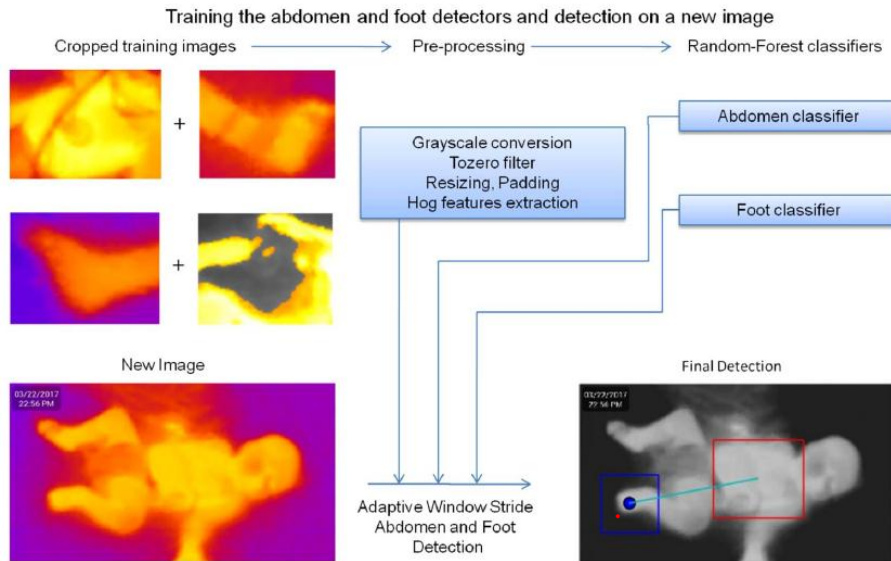 Training the abdomen and foot detectors and detection on a new image
Cropped training images
Pre-processing
Random-Forest classifiers
+
Abdomen classifier
Grayscale conversion
Tozero filter
Resizing, Padding
Hog features extraction
Foot classifier
+
New Image
Final Detection
03/22/2017
22:56 PM
03/22/2017
22:56 PM
Adaptive Window Stride
Abdomen and Foot
Detection